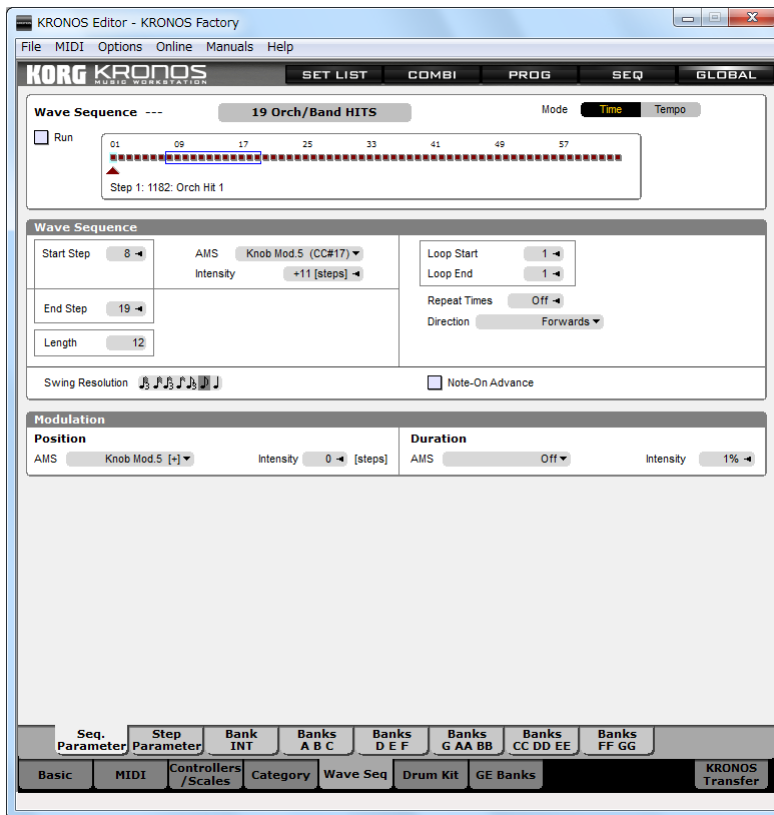 KRONOS Editor - KRONOS Factory
File MIDI Options Online Manuals Help
KORG KRONOS MUSIC WORKSTATION SET LIST COMBI PROG SEQ GLOBAL
Wave Sequence --- 19 Orch/Band HITS Mode Time Tempo
Run
01 09 17 25 33 41 49 57
Step 1: 1182: Orch Hit 1
Wave Sequence
Start Step 8 AMS Knob Mod.5 (CC#17) Loop Start 1
Intensity +11 [steps] Loop End 1
End Step 19 Repeat Times Off
Direction Forwards
Length 12
Swing Resolution Note-On Advance
Modulation
Position Duration
AMS Knob Mod.5 [+] Intensity 0 [steps] AMS Off Intensity 1%
Seq. Parameter Step Parameter Bank INT Banks A B C Banks D E F Banks G AA BB Banks CC DD EE Banks FF GG
Basic MIDI Controllers /Scales Category Wave Seq Drum Kit GE Banks KRONOS Transfer